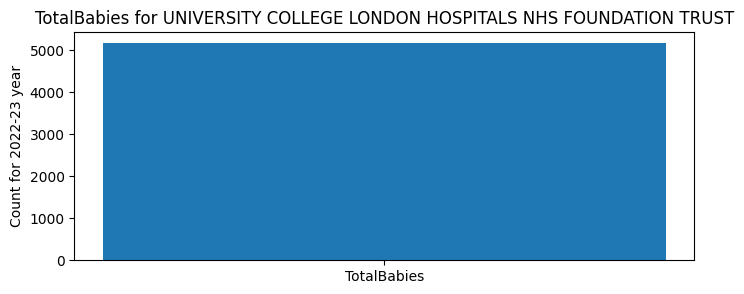 TotalBabies for UNIVERSITY COLLEGE LONDON HOSPITALS NHS FOUNDATION TRUST
Count for 2022-23 year
5000
4000
3000
2000
1000
0
TotalBabies